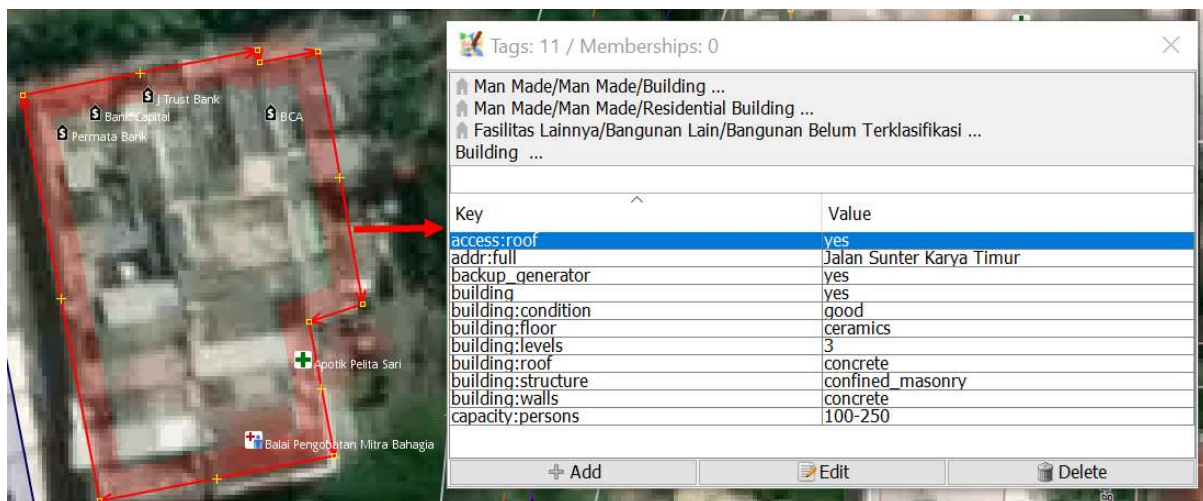 J Trust Bank
Bank Capital
BCA
Permata Bank
Apotik Pelita Sari
Balai Pengobatan Mitra Bahagia
Tags: 11 / Memberships: 0
Man Made/Man Made/Building ...
Man Made/Man Made/Residential Building ...
Fasilitas Lainnya/Bangunan Lain/Bangunan Belum Terklasifikasi ...
Building ...
Key Value
access:roof yes
addr:full Jalan Sunter Karya Timur
backup_generator yes
building yes
building:condition good
building:floor ceramics
building:levels 3
building:roof concrete
building:structure confined_masonry
building:walls concrete
capacity:persons 100-250
Add Edit Delete